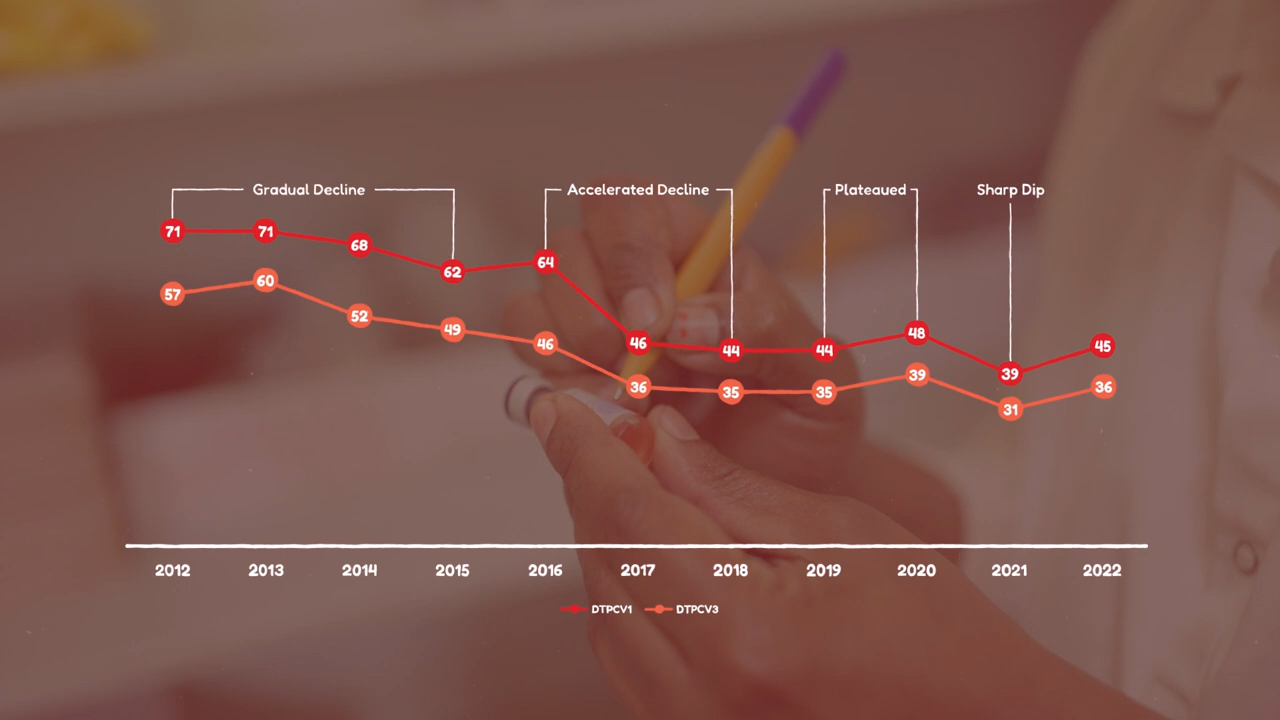 Gradual Decline Accelerated Decline Plateaued Sharp Dip
71 71 68 62 64 46 44 44 48 39 45
57 60 52 49 46 36 35 35 39 31 36
2012 2013 2014 2015 2016 2017 2018 2019 2020 2021 2022
DTPCV1 DTPCV3